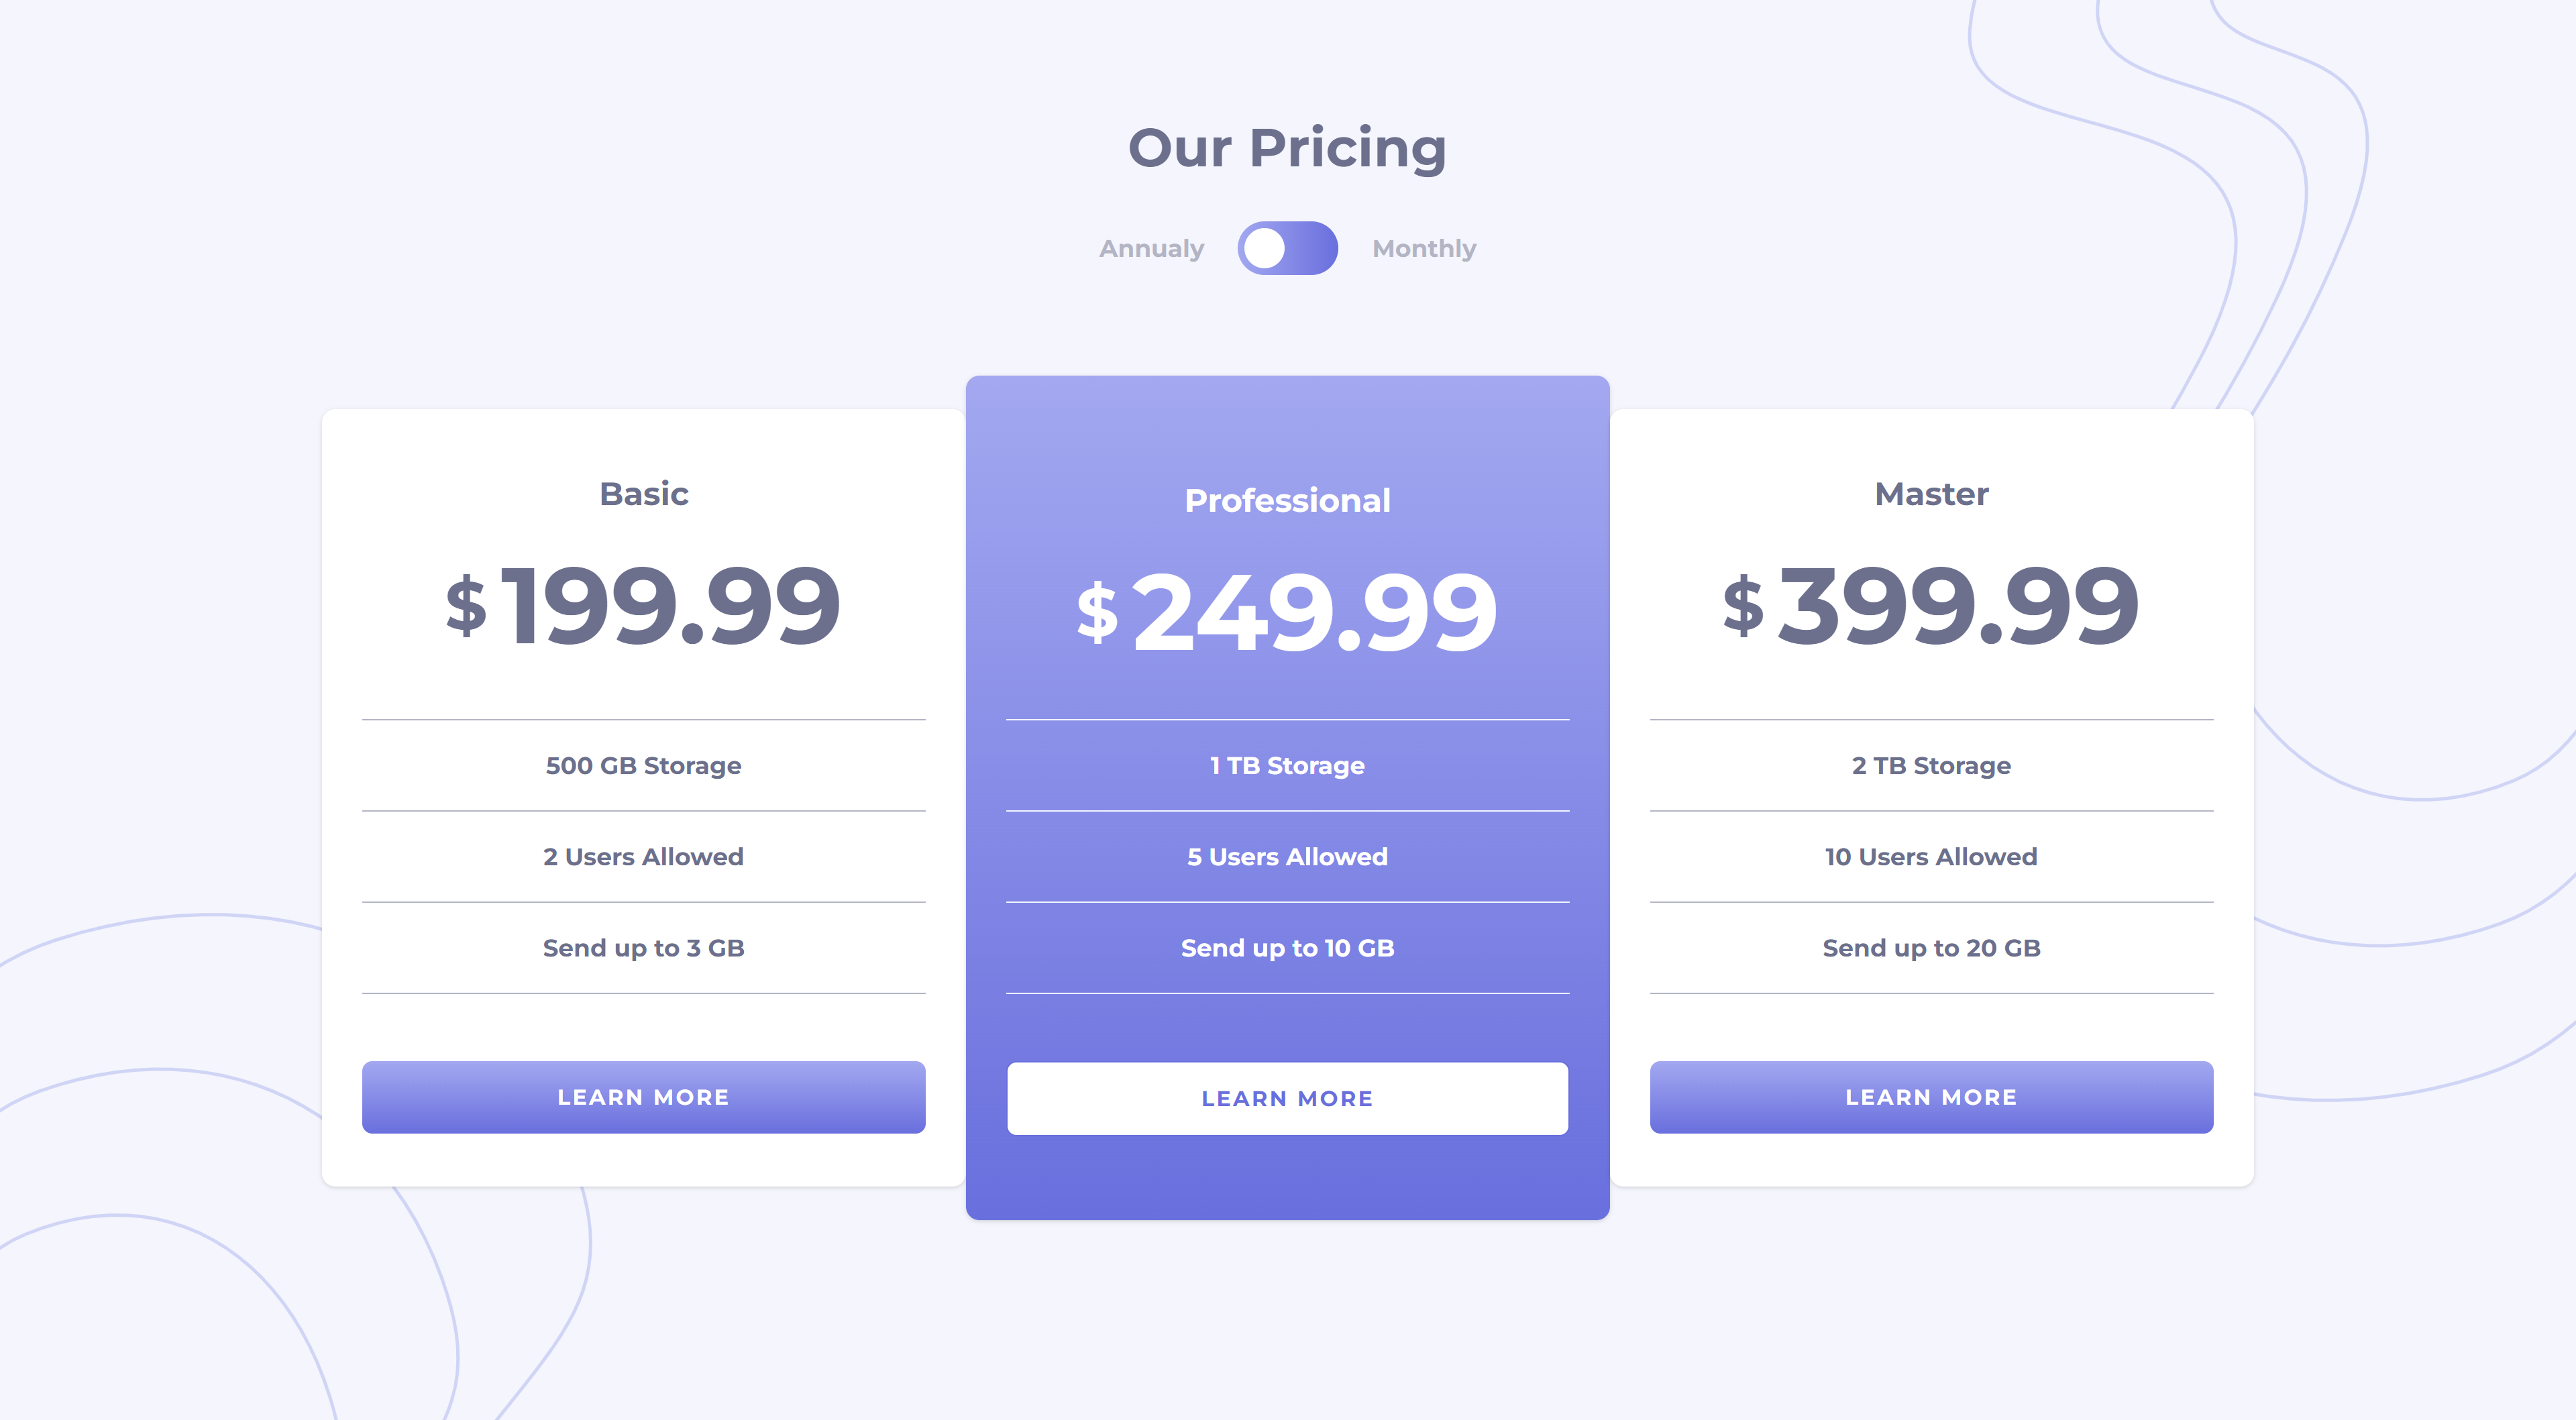 Our Pricing
Annualy Monthly
Basic
$199.99
500 GB Storage
2 Users Allowed
Send up to 3 GB
LEARN MORE
Professional
$249.99
1 TB Storage
5 Users Allowed
Send up to 10 GB
LEARN MORE
Master
$399.99
2 TB Storage
10 Users Allowed
Send up to 20 GB
LEARN MORE